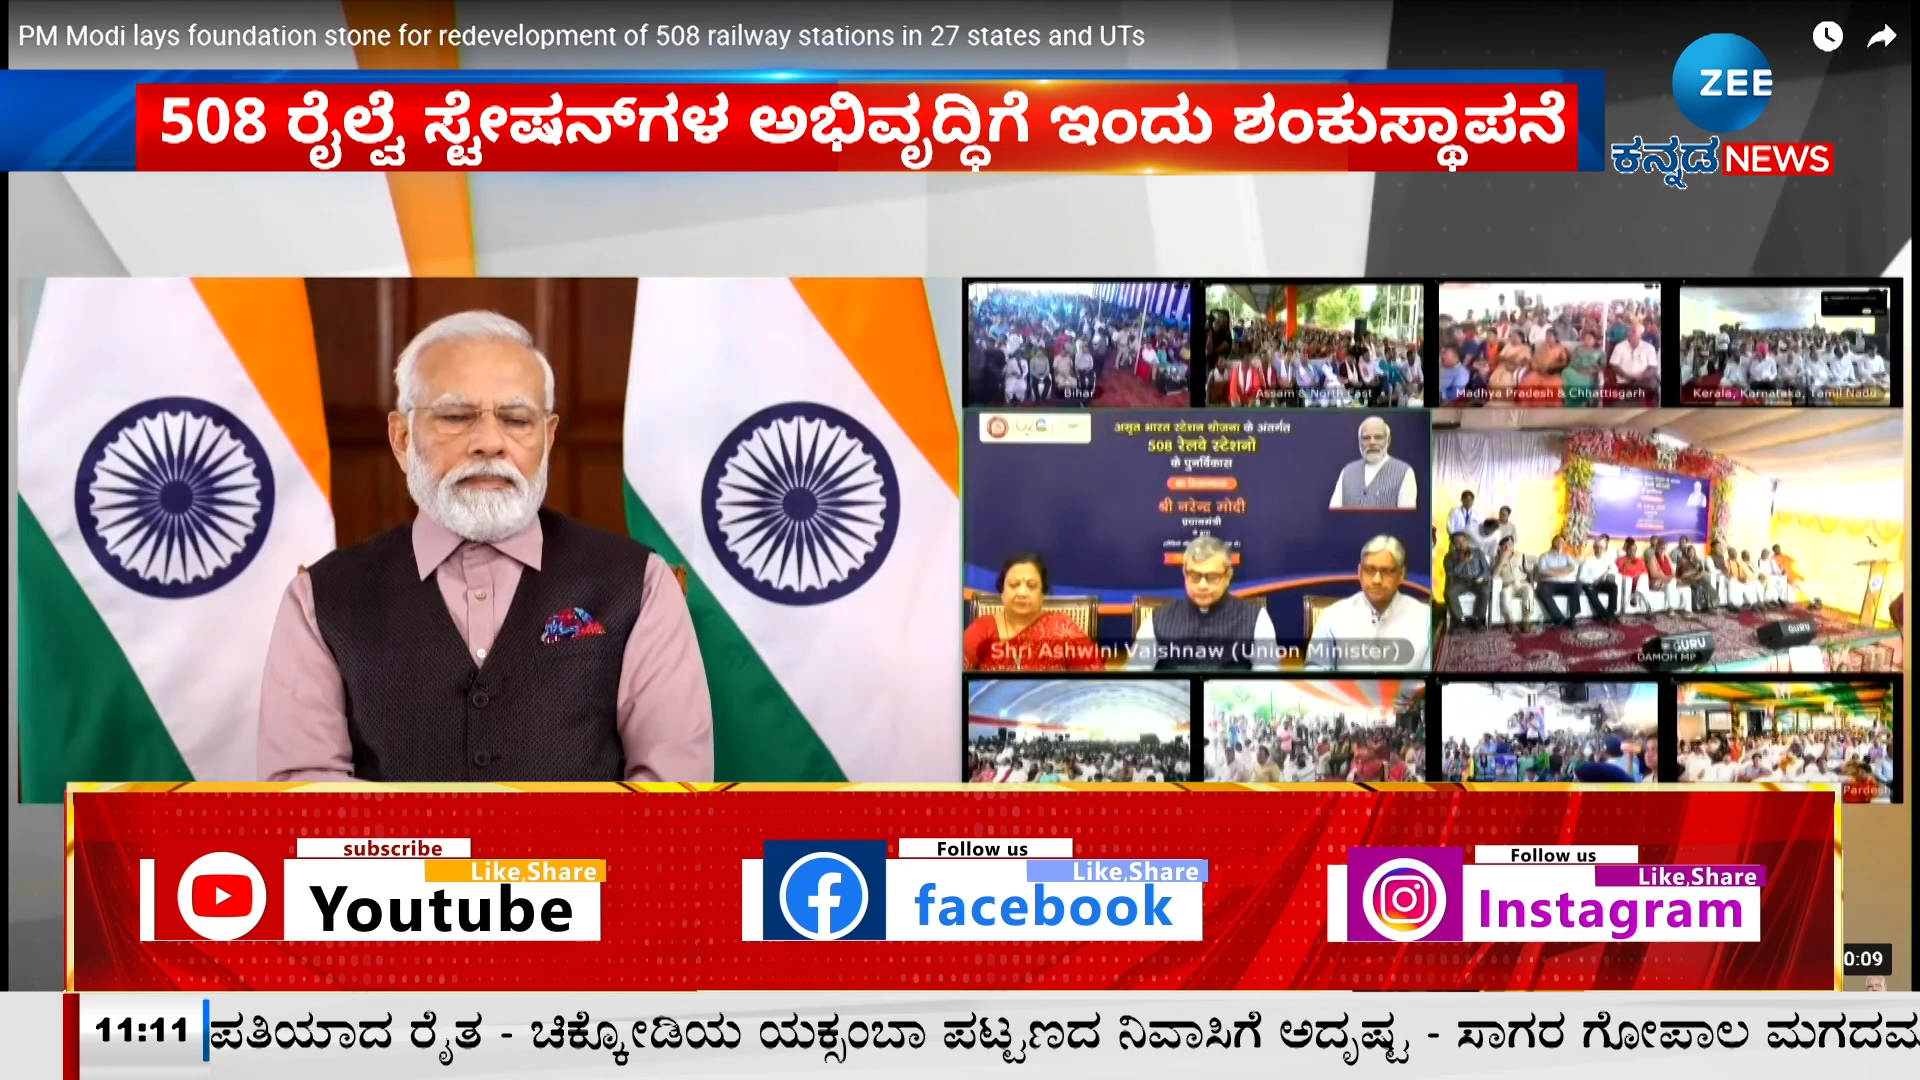 PM Modi lays foundation stone for redevelopment of 508 railway stations in 27 states and UTs
508 ರೈಲ್ವೆ ಸ್ಟೇಷನ್‌ಗಳ ಅಭಿವೃದ್ಧಿಗೆ ಇಂದು ಶಂಕುಸ್ಥಾಪನೆ
ZEE
ಕನ್ನಡ NEWS
Bihar
Assam & North East
Madhya Pradesh & Chhattisgarh
Kerala, Karnataka, Tamil Nadu
अमृत भारत स्टेशन योजना के अंतर्गत
508 रेलवे स्टेशनों
के पुनर्विकास
का शिलान्यास
श्री नरेन्द्र मोदी
प्रधानमंत्री
Shri Ashwini Vaishnaw (Union Minister)
GURU
GURU
DAMOH MP
Pardesh
subscribe
Like,Share
Youtube
Follow us
Like,Share
facebook
Follow us
Like,Share
Instagram
0:09
11:11 ಪತಿಯಾದ ರೈತ - ಚಿಕ್ಕೋಡಿಯ ಯಕ್ಸಂಬಾ ಪಟ್ಟಣದ ನಿವಾಸಿಗೆ ಅದೃಷ್ಟ - ಸಾಗರ ಗೋಪಾಲ ಮಗದಮ